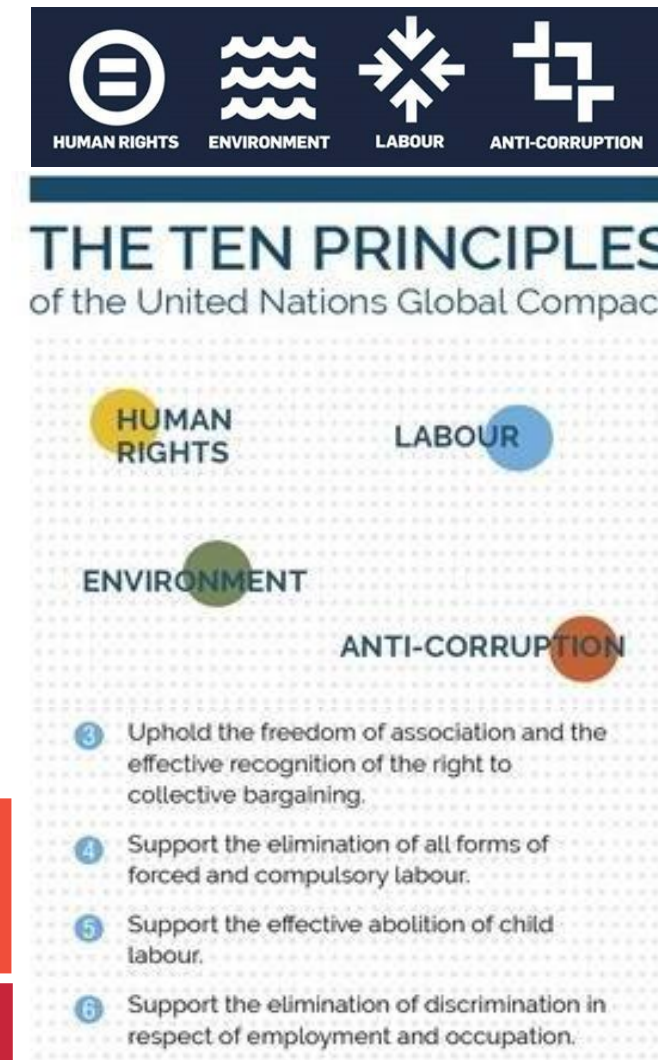 HUMAN RIGHTS ENVIRONMENT LABOUR ANTI-CORRUPTION
THE TEN PRINCIPLES
of the United Nations Global Compac
HUMAN
RIGHTS
LABOUR
ENVIRONMENT
ANTI-CORRUPTION
3 Uphold the freedom of association and the
effective recognition of the right to
collective bargaining.
4 Support the elimination of all forms of
forced and compulsory labour.
5 Support the effective abolition of child
labour.
6 Support the elimination of discrimination in
respect of employment and occupation.